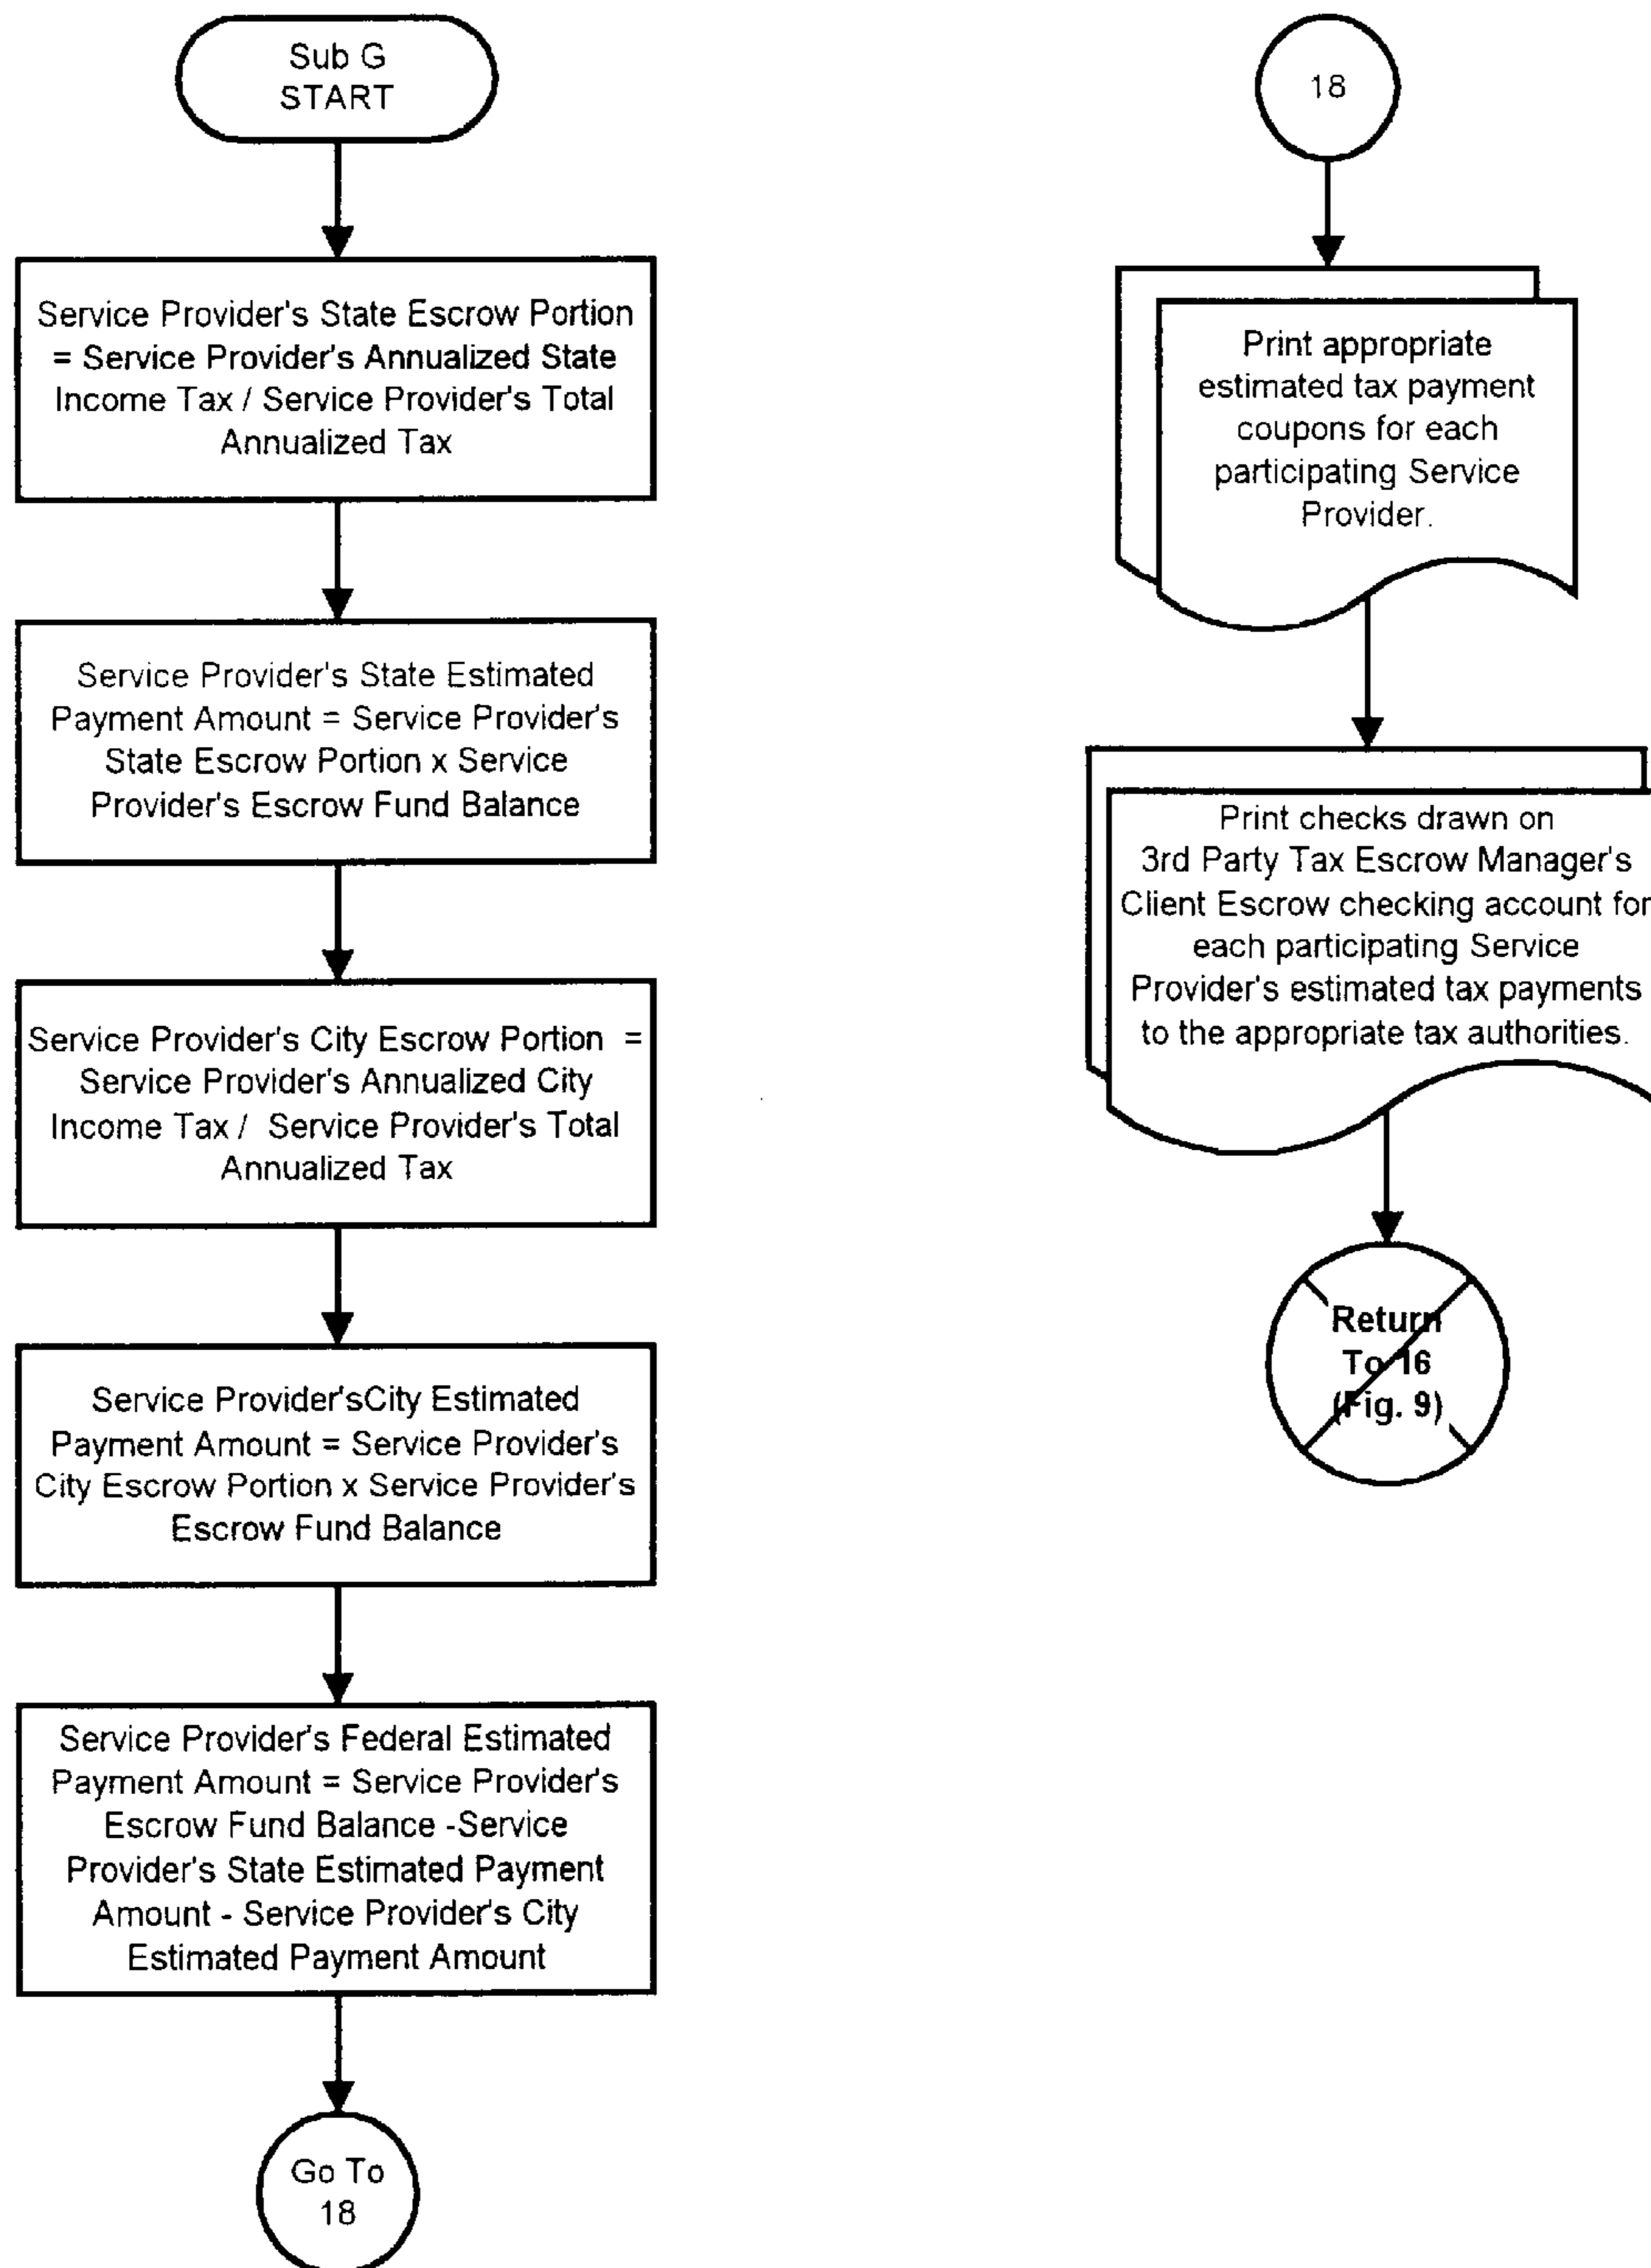 Sub G
START
Service Provider's State Escrow Portion
= Service Provider's Annualized State
Income Tax / Service Provider's Total
Annualized Tax
Service Provider's State Estimated
Payment Amount = Service Provider's
State Escrow Portion x Service
Provider's Escrow Fund Balance
Service Provider's City Escrow Portion =
Service Provider's Annualized City
Income Tax / Service Provider's Total
Annualized Tax
Service Provider'sCity Estimated
Payment Amount = Service Provider's
City Escrow Portion x Service Provider's
Escrow Fund Balance
Service Provider's Federal Estimated
Payment Amount = Service Provider's
Escrow Fund Balance -Service
Provider's State Estimated Payment
Amount - Service Provider's City
Estimated Payment Amount
Go To
18
18
Print appropriate
estimated tax payment
coupons for each
participating Service
Provider.
Print checks drawn on
3rd Party Tax Escrow Manager's
Client Escrow checking account for
each participating Service
Provider's estimated tax payments
to the appropriate tax authorities.
Return
To 16
(Fig. 9)